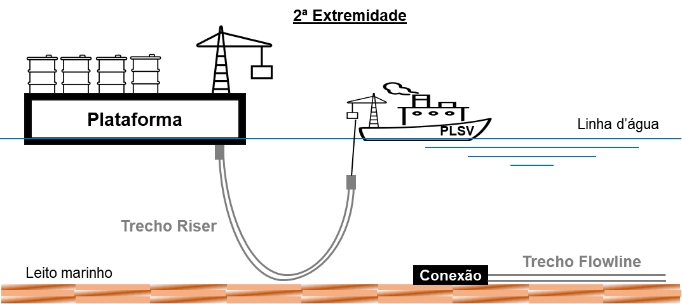 2ª Extremidade
Plataforma
PLSV
Linha d'água
Trecho Riser
Trecho Flowline
Leito marinho
Conexão